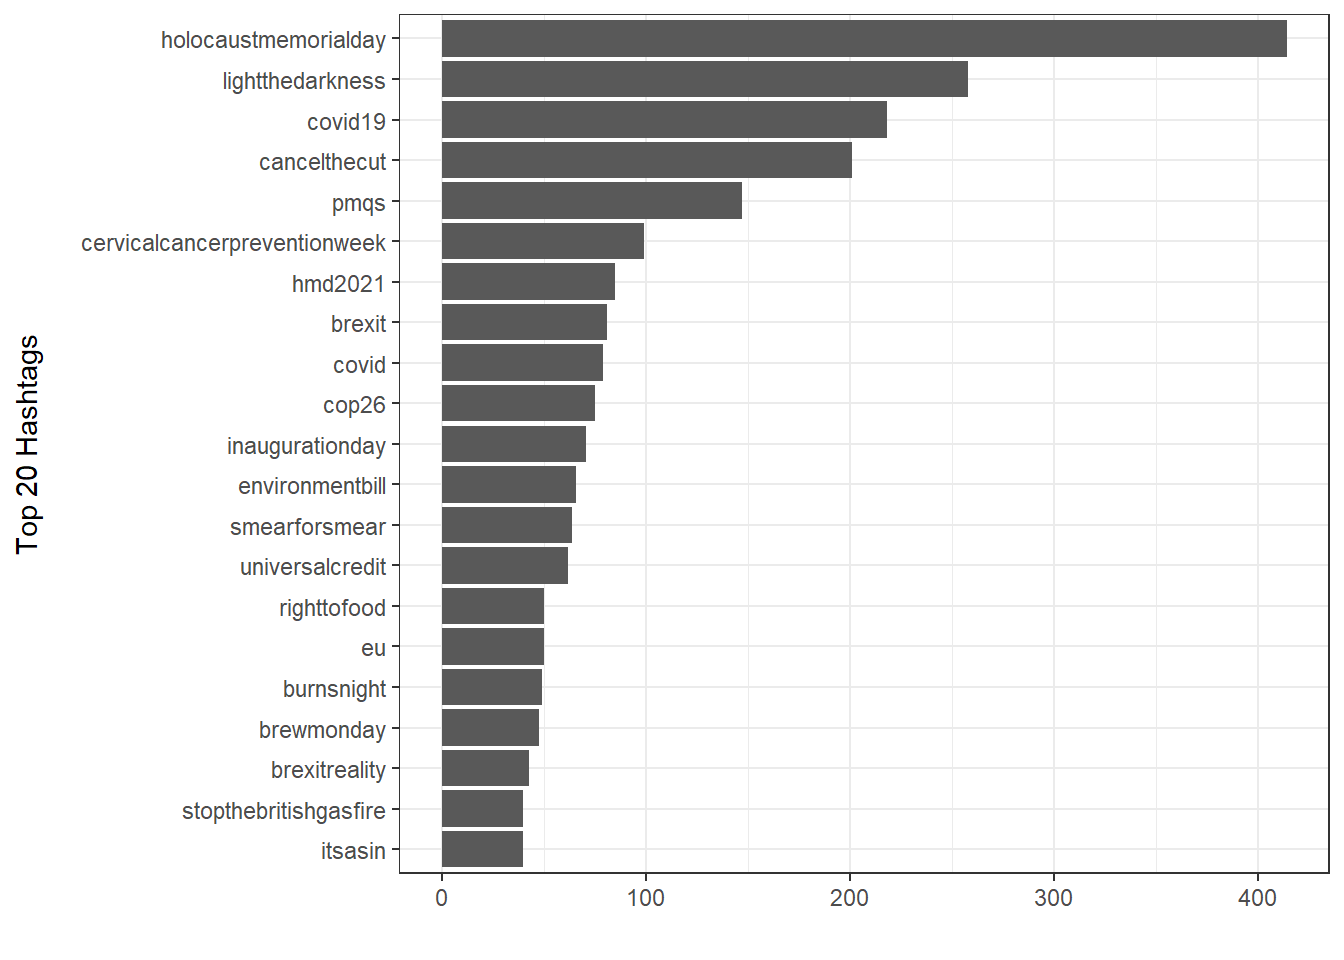 Top 20 Hashtags
holocaustmemorialday
lightthedarkness
covid19
cancelthecut
pmqs
cervicalcancerpreventionweek
hmd2021
brexit
covid
cop26
inaugurationday
environmentbill
smearforsmear
universalcredit
righttofood
eu
burnsnight
brewmonday
brexitreality
stopthebritishgasfire
itsasin
0 100 200 300 400